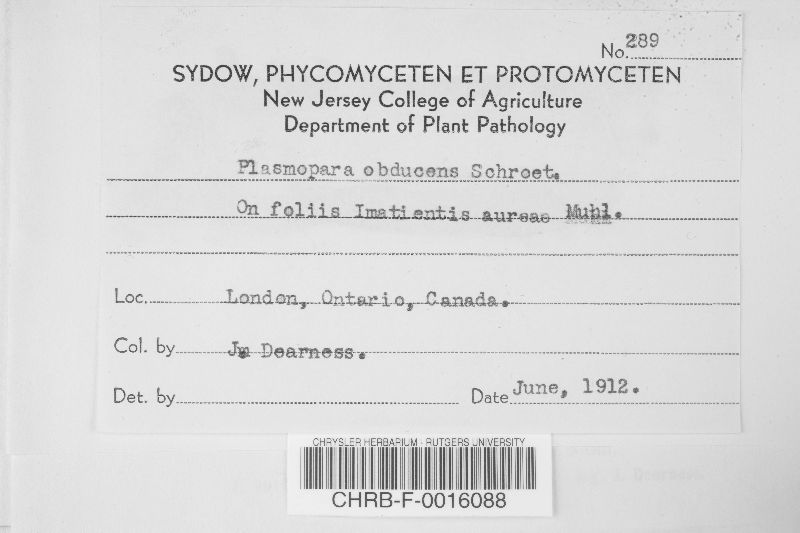 No. 289
SYDOW, PHYCOMYCETEN ET PROTOMYCETEN
New Jersey College of Agriculture
Department of Plant Pathology
Plasmopara obducens Schroet.
On foliis Imatientis aureae Muhl.
Loc. London, Ontario, Canada.
Col. by J. Dearness.
Det. by
Date June, 1912.
CHRYSLER HERBARIUM - RUTGERS UNIVERSITY
CHRB-F-0016088